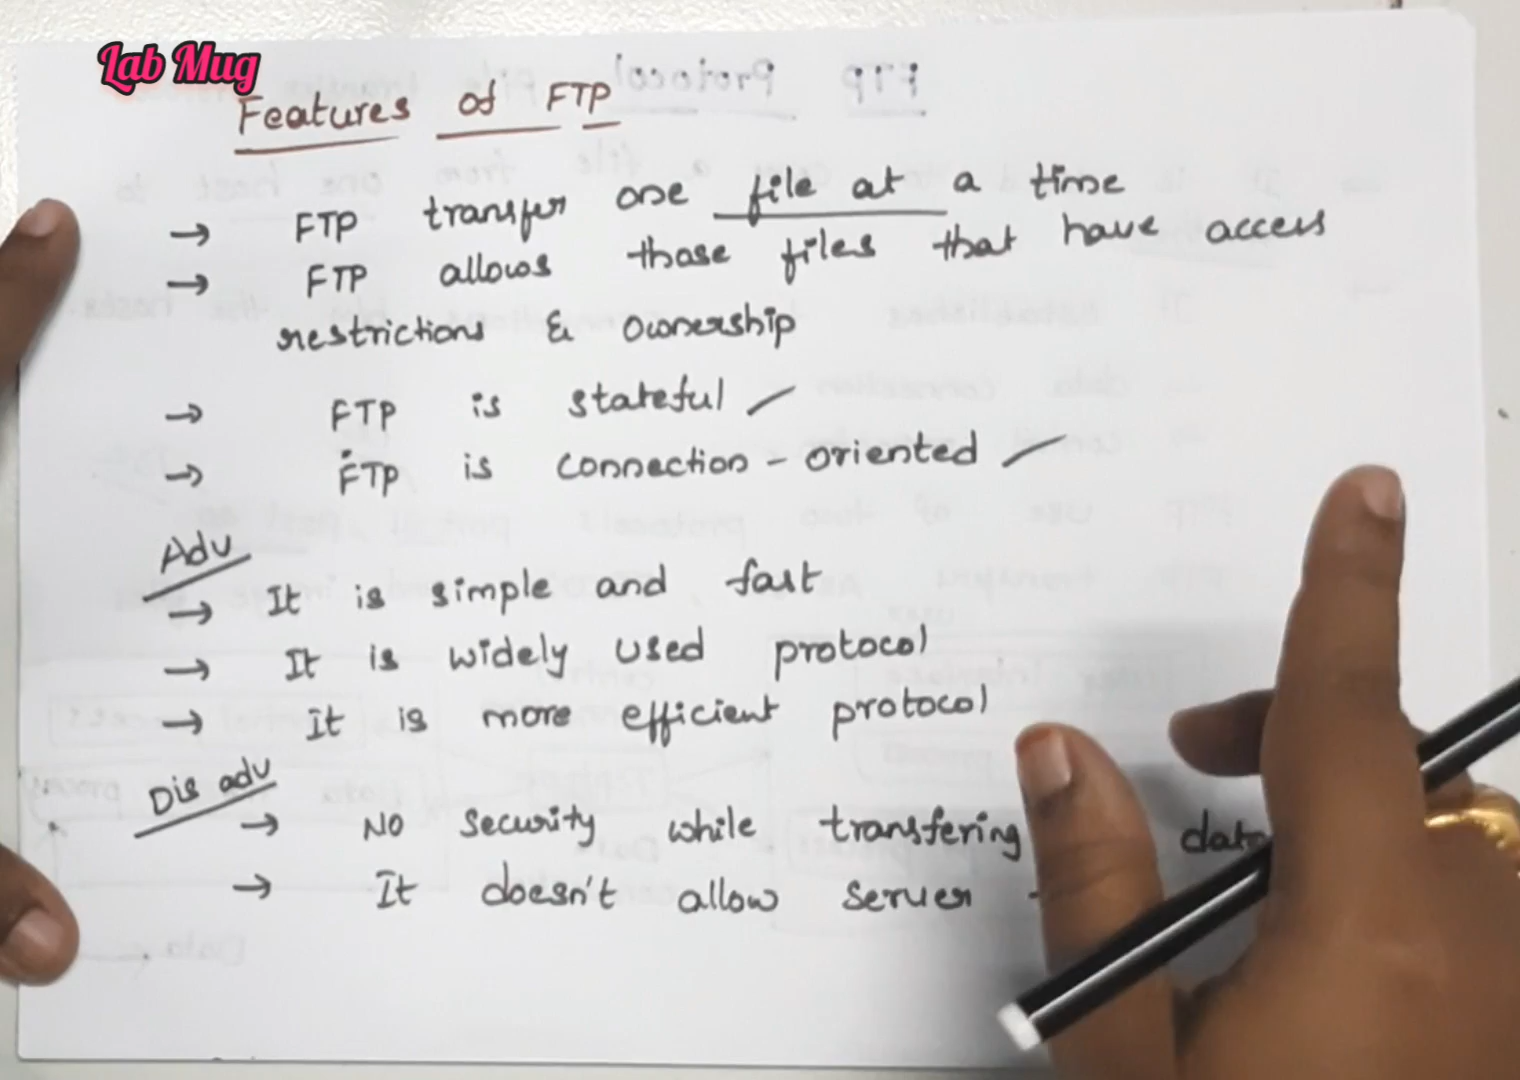 Lab Mug
Features of FTP
→ FTP transfer one file at a time
→ FTP allows those files that have access
restrictions & ownership
→ FTP is stateful
→ FTP is connection-oriented
Adv
→ It is simple and fast
→ It is widely used protocol
→ It is more efficient protocol
Dis adv
→ NO security while transfering data
→ It doesn't allow server